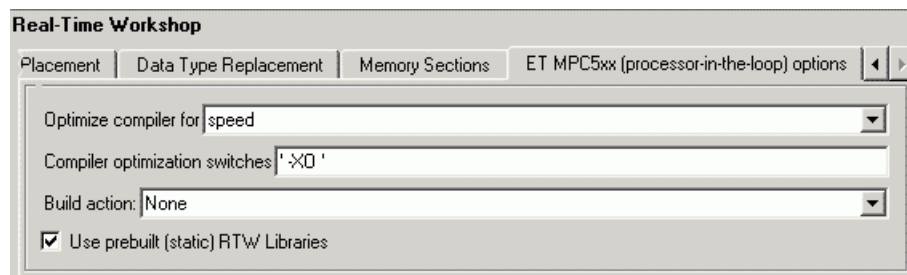 Real-Time Workshop
Placement Data Type Replacement Memory Sections ET MPC5xx (processor-in-the-loop) options
Optimize compiler for speed
Compiler optimization switches ' -XO '
Build action: None
Use prebuilt (static) RTW Libraries